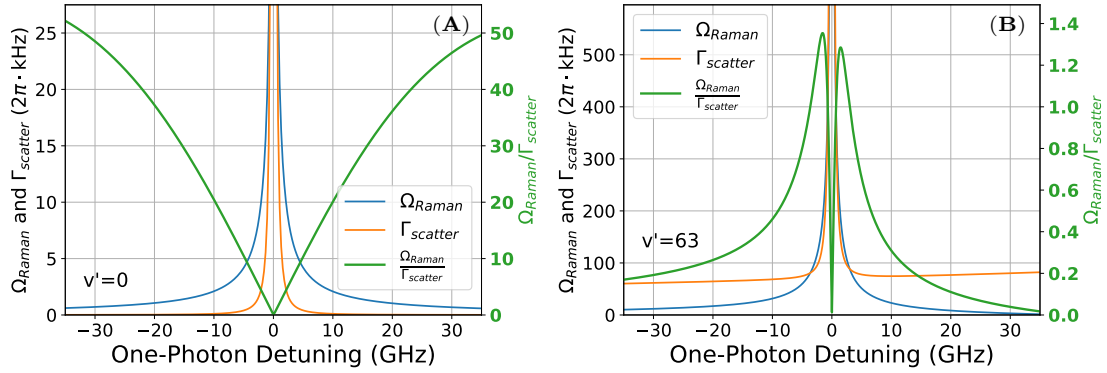 (A)
Ω_Raman and Γ_scatter (2π · kHz)
25
20
15
10
5
0
Ω_Raman
Γ_scatter
Ω_Raman
Γ_scatter
v'=0
50
40
30
20
10
0
Ω_Raman/Γ_scatter
−30 −20 −10 0 10 20 30
One-Photon Detuning (GHz)
(B)
Ω_Raman and Γ_scatter (2π · kHz)
500
400
300
200
100
0
Ω_Raman
Γ_scatter
Ω_Raman
Γ_scatter
v'=63
1.4
1.2
1.0
0.8
0.6
0.4
0.2
0.0
Ω_Raman/Γ_scatter
−30 −20 −10 0 10 20 30
One-Photon Detuning (GHz)